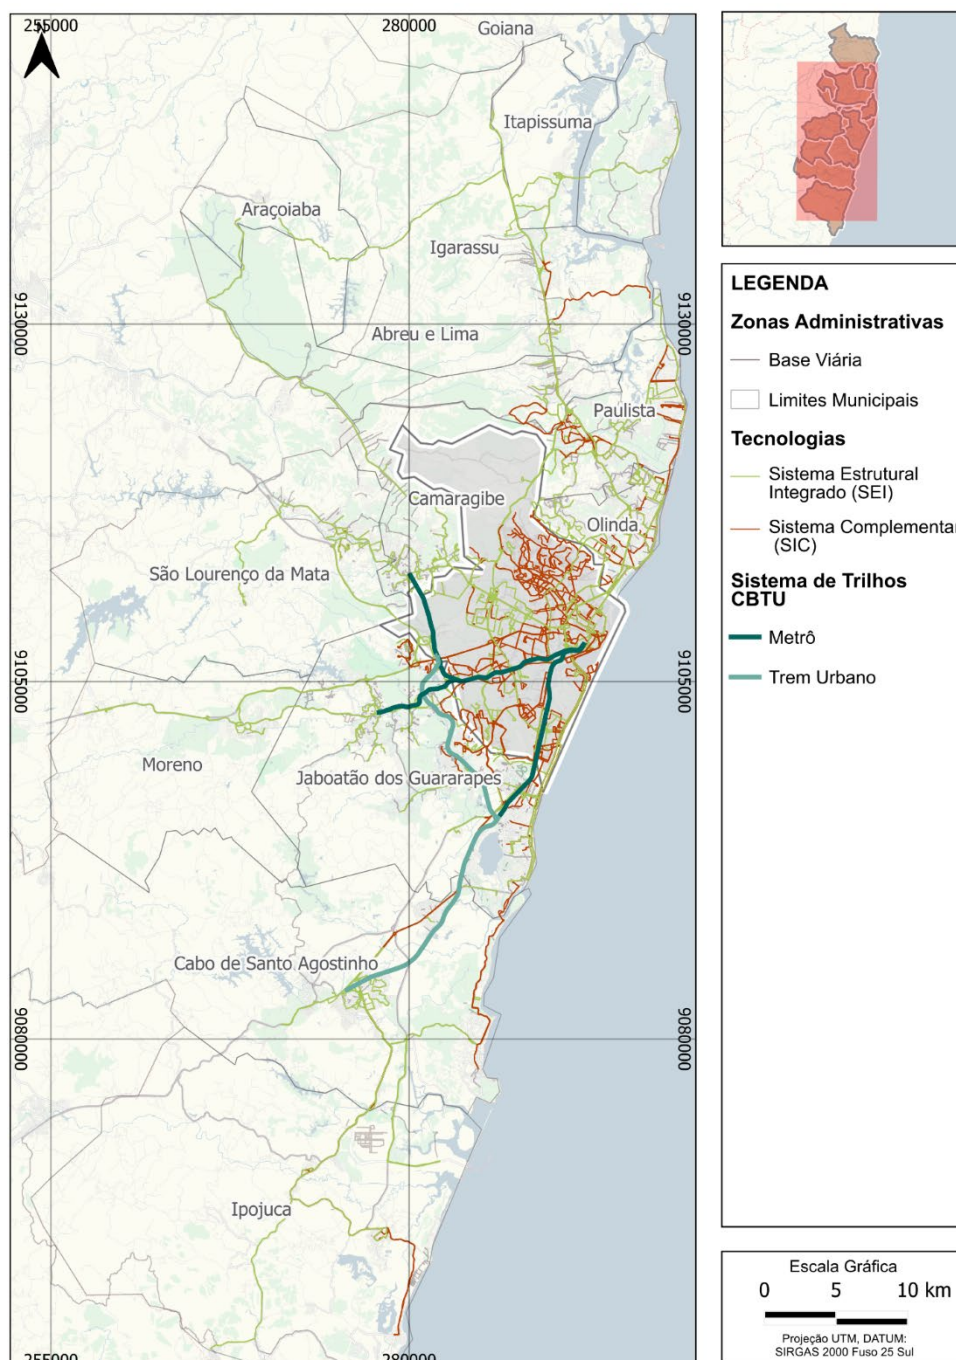 255000
280000
Goiana
Itapissuma
Araçoiaba
Igarassu
9130000
9130000
Abreu e Lima
Paulista
Camaragibe
Olinda
São Lourenço da Mata
9105000
9105000
Moreno
Jaboatão dos Guararapes
Cabo de Santo Agostinho
9080000
9080000
Ipojuca
255000
280000
LEGENDA
Zonas Administrativas
Base Viária
Limites Municipais
Tecnologias
Sistema Estrutural
Integrado (SEI)
Sistema Complementar
(SIC)
Sistema de Trilhos
CBTU
Metrô
Trem Urbano
Escala Gráfica
0 5 10 km
Projeção UTM, DATUM:
SIRGAS 2000 Fuso 25 Sul